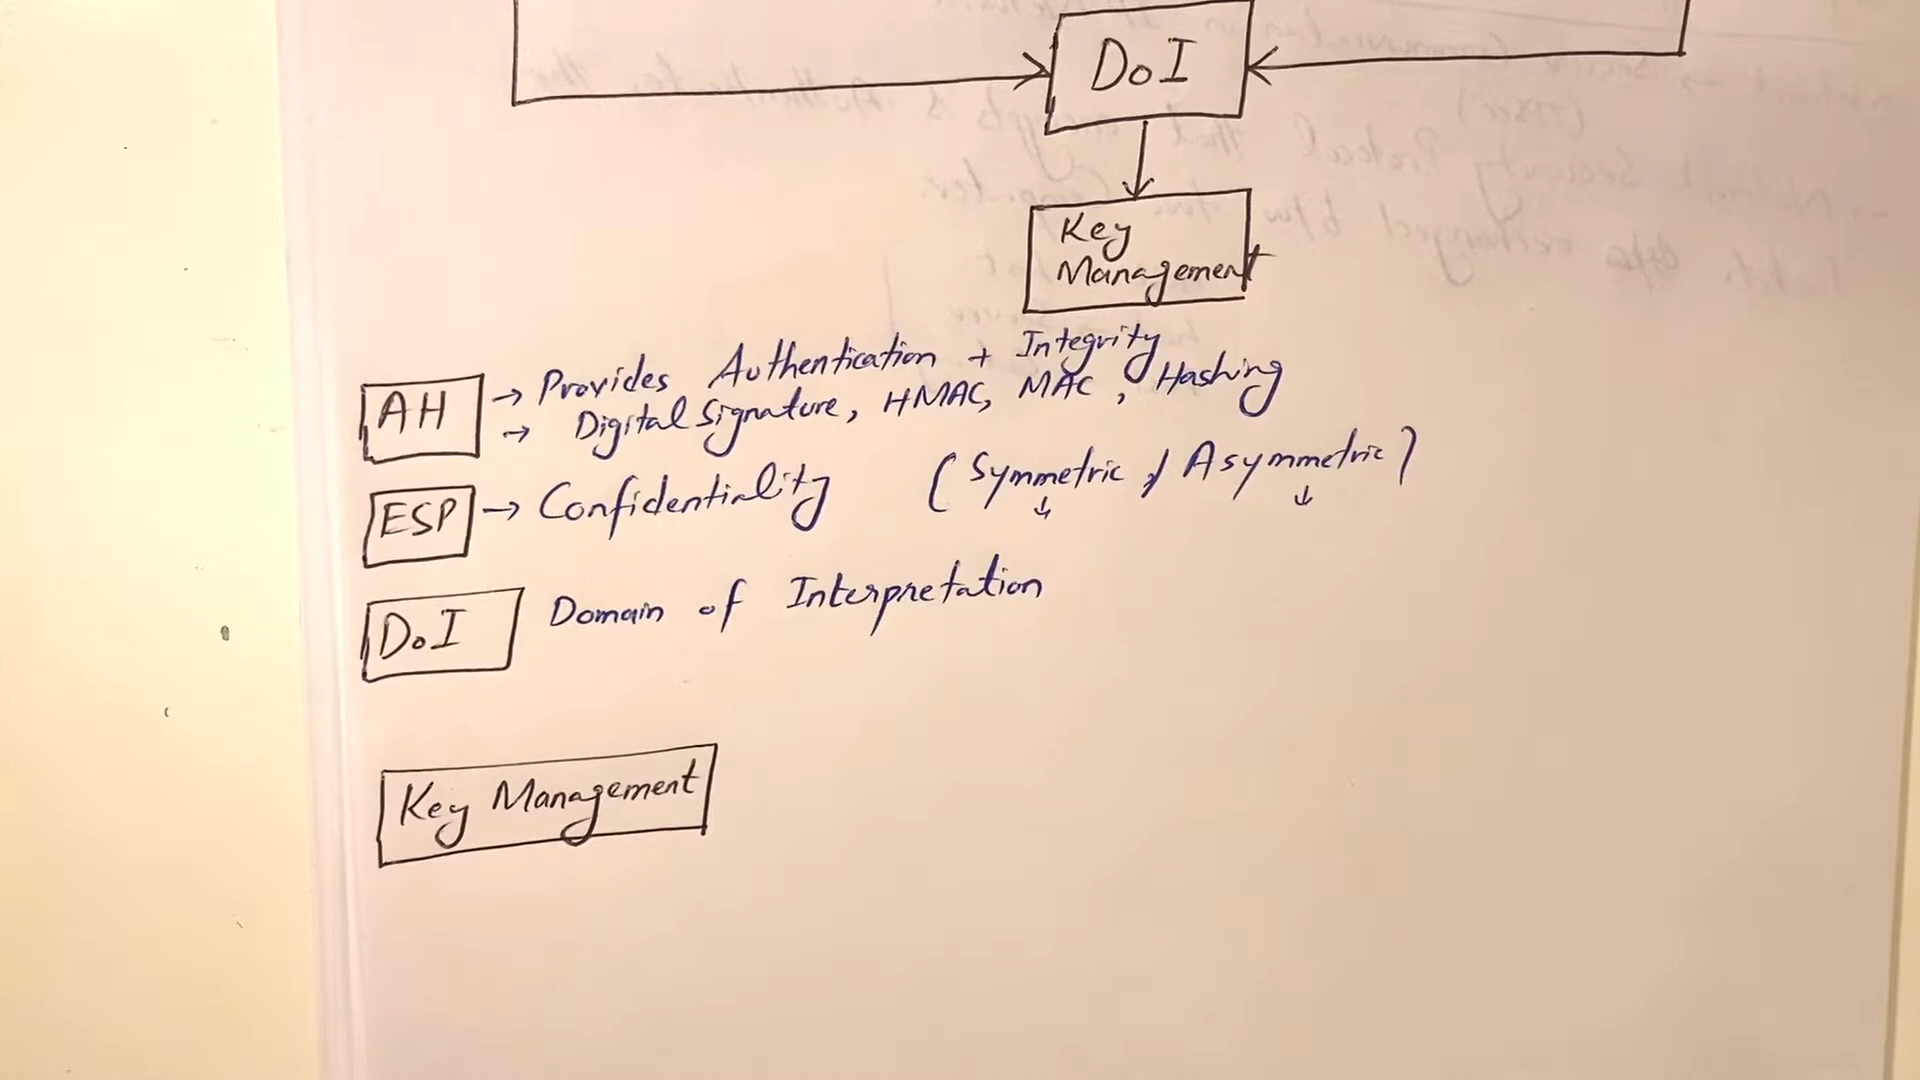 DoI
Key
Management
AH → Provides Authentication + Integrity
→ Digital Signature, HMAC, MAC, Hashing
ESP → Confidentiality (Symmetric / Asymmetric)
DoI Domain of Interpretation
Key Management